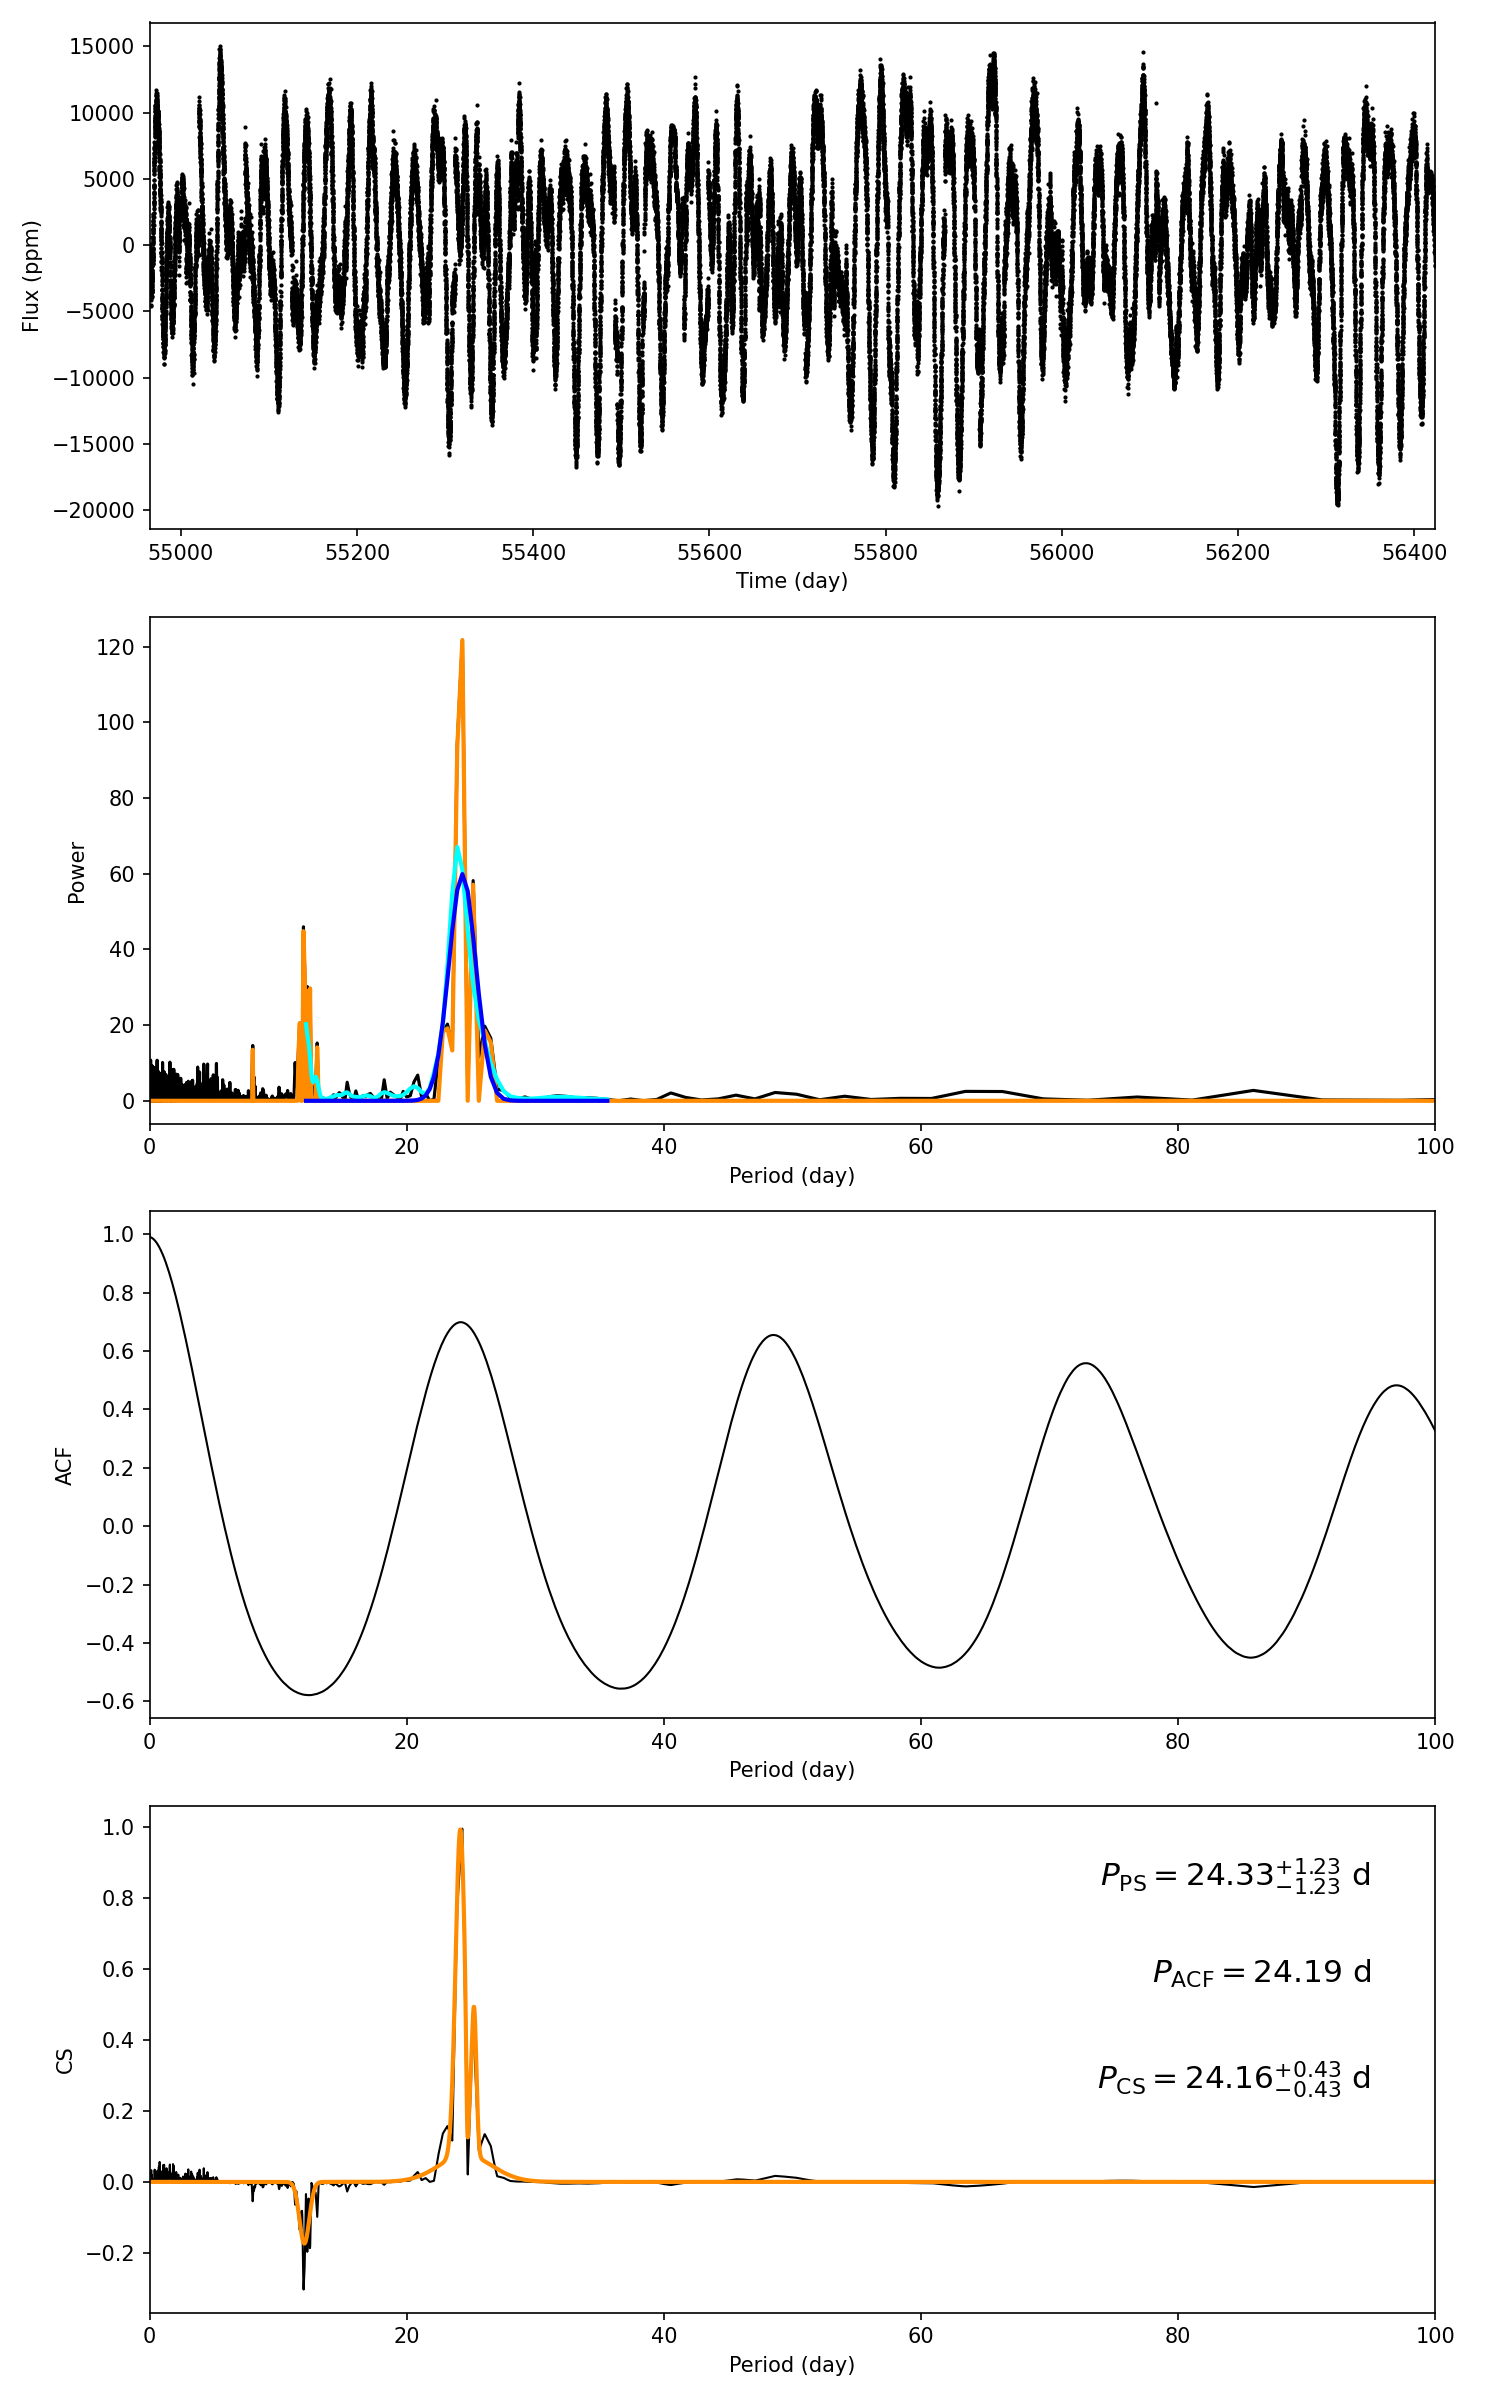 15000
10000
5000
0
−5000
−10000
−15000
−20000
Flux (ppm)
55000 55200 55400 55600 55800 56000 56200 56400
Time (day)
120
100
80
60
40
20
0
Power
0 20 40 60 80 100
Period (day)
1.0
0.8
0.6
0.4
0.2
0.0
−0.2
−0.4
−0.6
ACF
0 20 40 60 80 100
Period (day)
1.0
0.8
0.6
0.4
0.2
0.0
−0.2
CS
P_PS = 24.33 +1.23 −1.23 d
P_ACF = 24.19 d
P_CS = 24.16 +0.43 −0.43 d
0 20 40 60 80 100
Period (day)